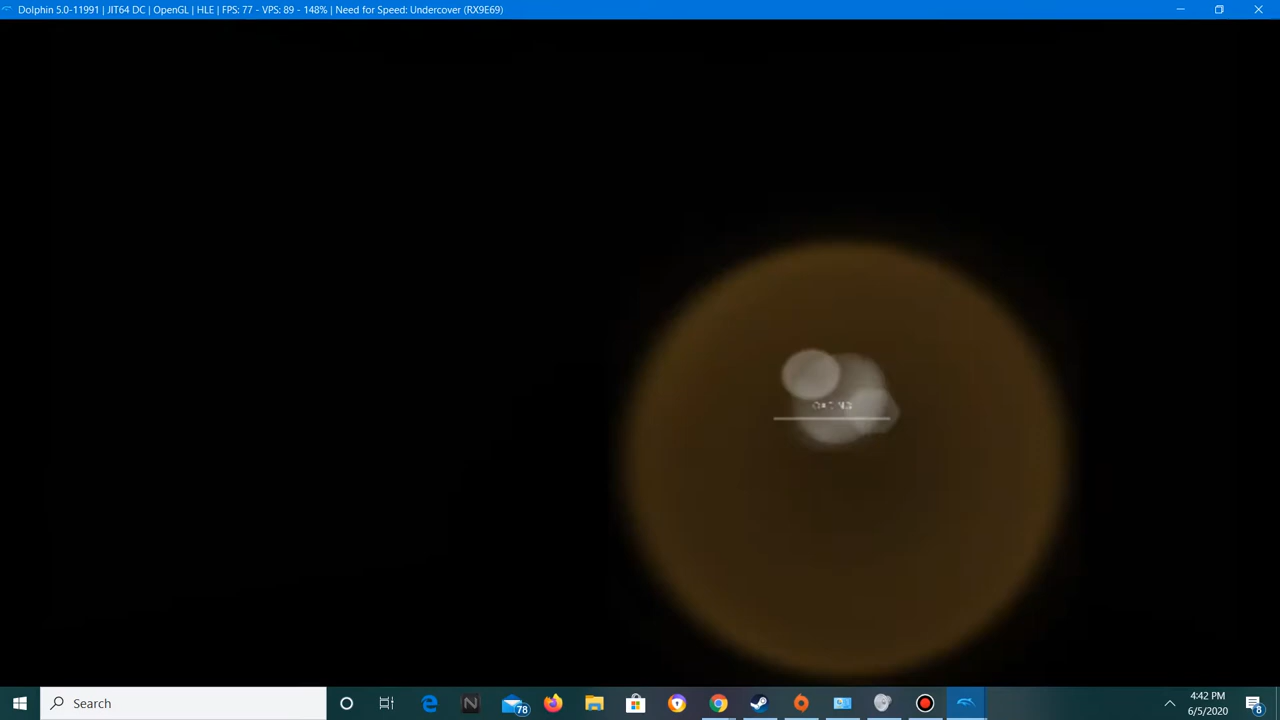 Dolphin 5.0-11991 | JIT64 DC | OpenGL | HLE | FPS: 77 - VPS: 89 - 148% | Need for Speed: Undercover (RX9E69)
Search
78
4:42 PM
6/5/2020
8